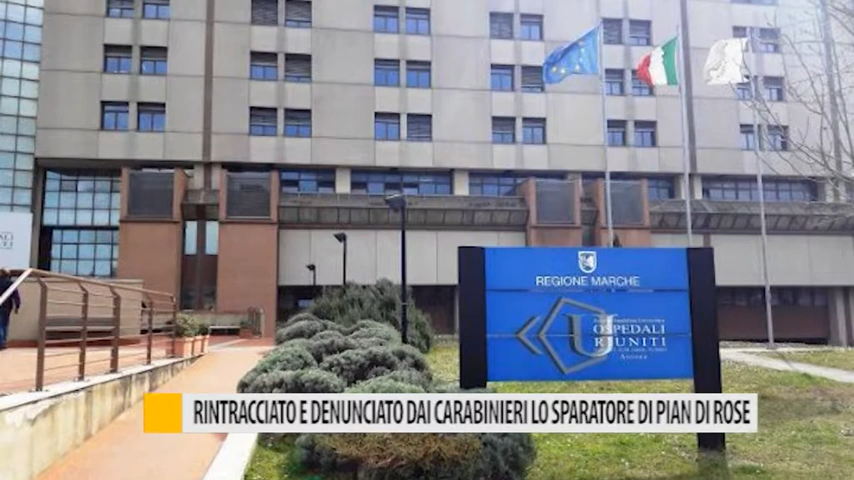 REGIONE MARCHE
OSPEDALI
RIUNITI
RINTRACCIATO E DENUNCIATO DAI CARABINIERI LO SPARATORE DI PIAN DI ROSE